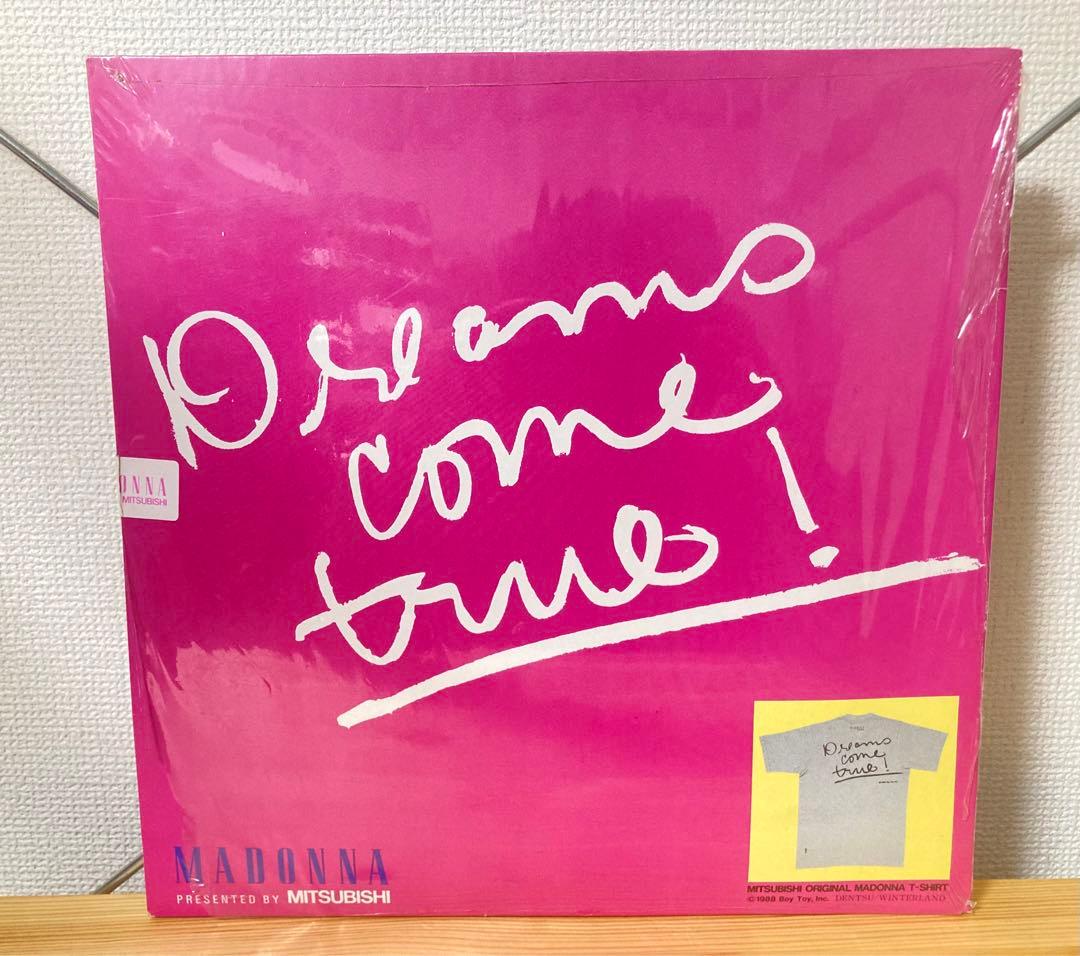 Dreams
come
true!
ONNA
MITSUBISHI
Dreams
come
true!
MADONNA
PRESENTED BY MITSUBISHI
MITSUBISHI ORIGINAL MADONNA T-SHIRT
©1988 Boy Toy, Inc. DENTSU/WINTERLAND